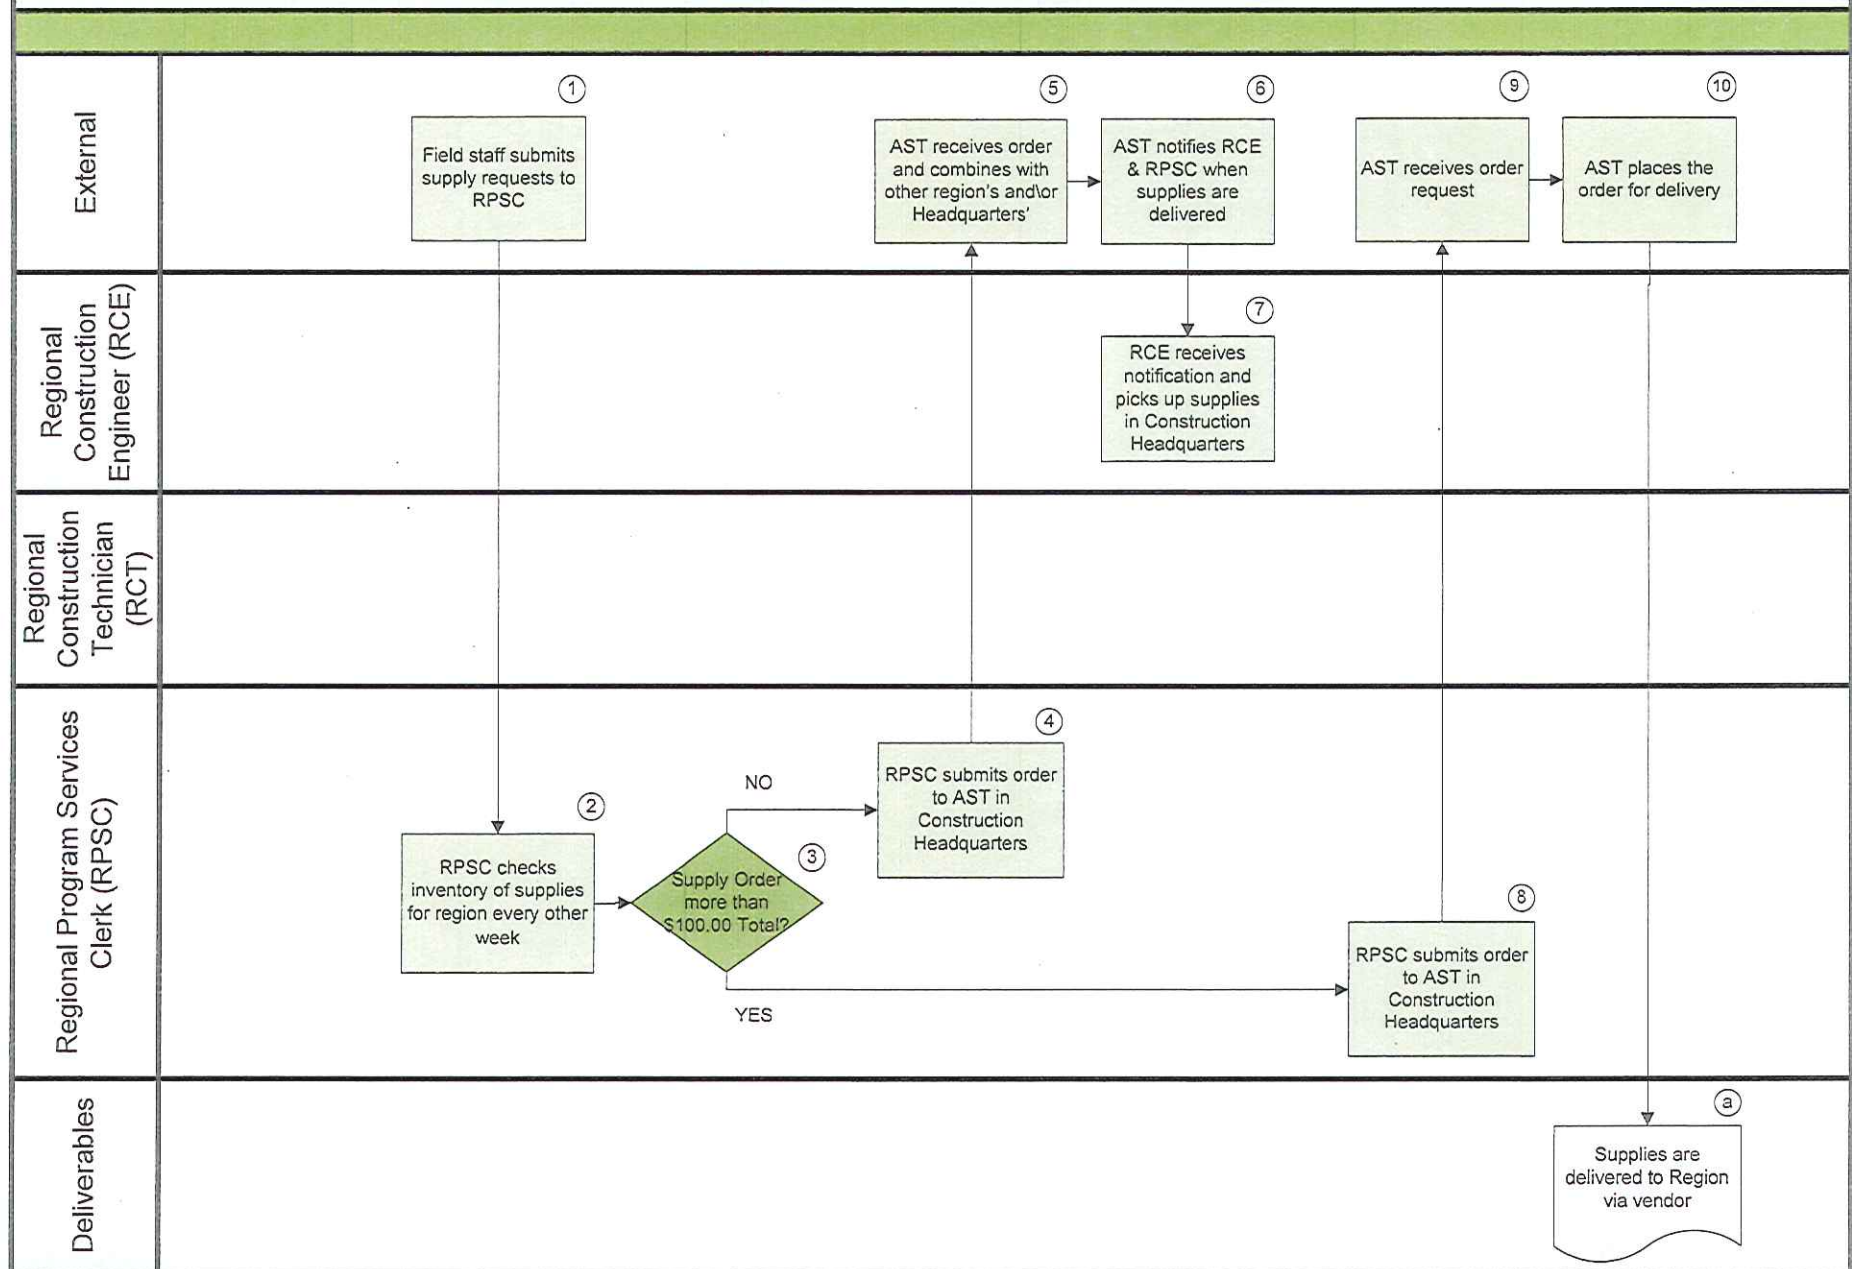 External
1
Field staff submits
supply requests to
RPSC
5
AST receives order
and combines with
other region's and\or
Headquarters'
6
AST notifies RCE
& RPSC when
supplies are
delivered
9
AST receives order
request
10
AST places the
order for delivery
Regional
Construction
Engineer (RCE)
7
RCE receives
notification and
picks up supplies
in Construction
Headquarters
Regional
Construction
Technician
(RCT)
Regional Program Services
Clerk (RPSC)
2
RPSC checks
inventory of supplies
for region every other
week
3
Supply Order
more than
$100.00 Total?
NO
YES
4
RPSC submits order
to AST in
Construction
Headquarters
8
RPSC submits order
to AST in
Construction
Headquarters
Deliverables
a
Supplies are
delivered to Region
via vendor